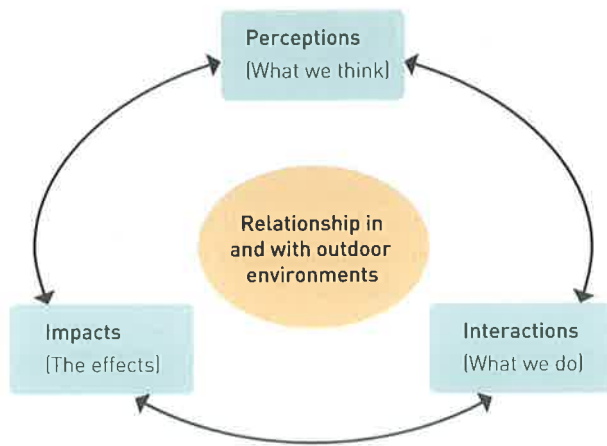 Perceptions
(What we think)
Relationship in
and with outdoor
environments
Impacts
(The effects)
Interactions
(What we do)